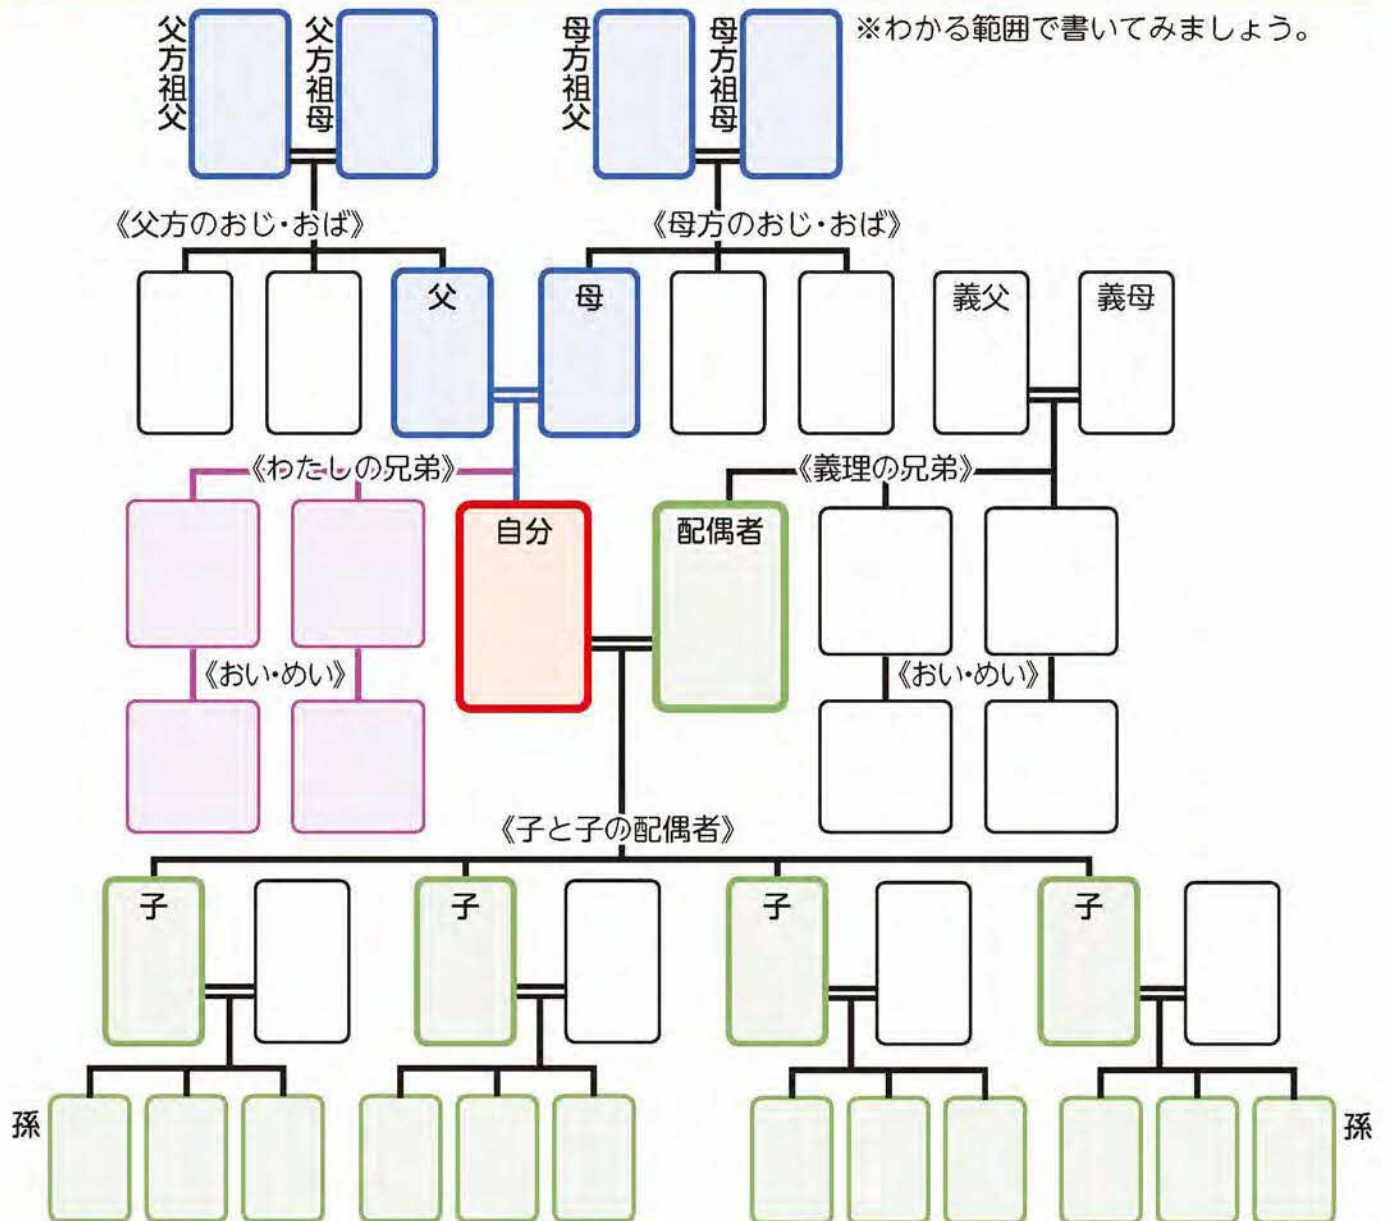 父方祖父
父方祖母
母方祖父
母方祖母
※わかる範囲で書いてみましょう。
《父方のおじ・おば》
《母方のおじ・おば》
父
母
義父
義母
《わたしの兄弟》
《義理の兄弟》
自分
配偶者
《おい・めい》
《おい・めい》
《子と子の配偶者》
子
子
子
子
孫
孫